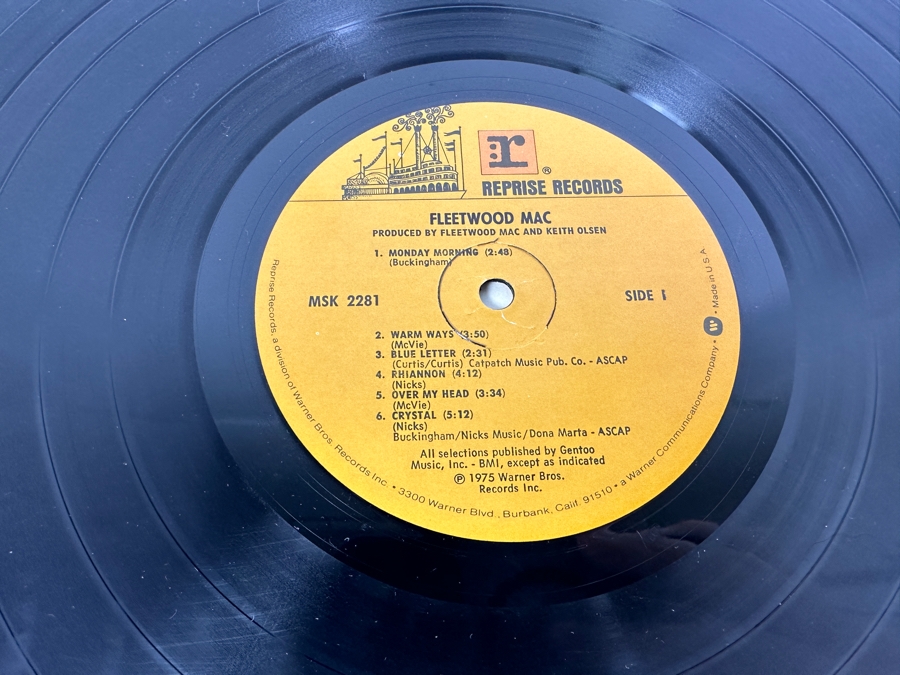 r ®
REPRISE RECORDS
FLEETWOOD MAC
PRODUCED BY FLEETWOOD MAC AND KEITH OLSEN
1. MONDAY MORNING (2:48)
(Buckingham)
MSK 2281
SIDE 1
2. WARM WAYS (3:50)
(McVie)
3. BLUE LETTER (2:31)
(Curtis/Curtis) Catpatch Music Pub. Co. - ASCAP
4. RHIANNON (4:12)
(Nicks)
5. OVER MY HEAD (3:34)
(McVie)
6. CRYSTAL (5:12)
(Nicks)
Buckingham/Nicks Music/Dona Marta - ASCAP
All selections published by Gentoo
Music, Inc. - BMI, except as indicated
℗ 1975 Warner Bros.
Records Inc.
Reprise Records, a division of Warner Bros. Records Inc. • 3300 Warner Blvd., Burbank, Calif. 91510 • a Warner Communications Company • W • Made in U.S.A.